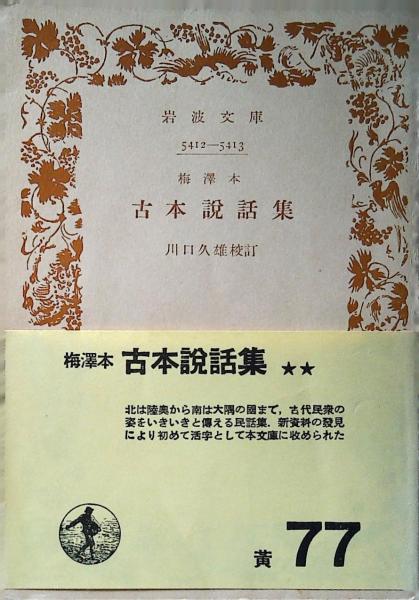 岩波文庫
5412—5413
梅澤本
古本說話集
川口久雄校訂
梅澤本 古本說話集 ★★
北は陸奥から南は大隅の國まで，古代民衆の
姿をいきいきと傳える民話集．新資料の發見
により初めて活字として本文庫に收められた
黃 77